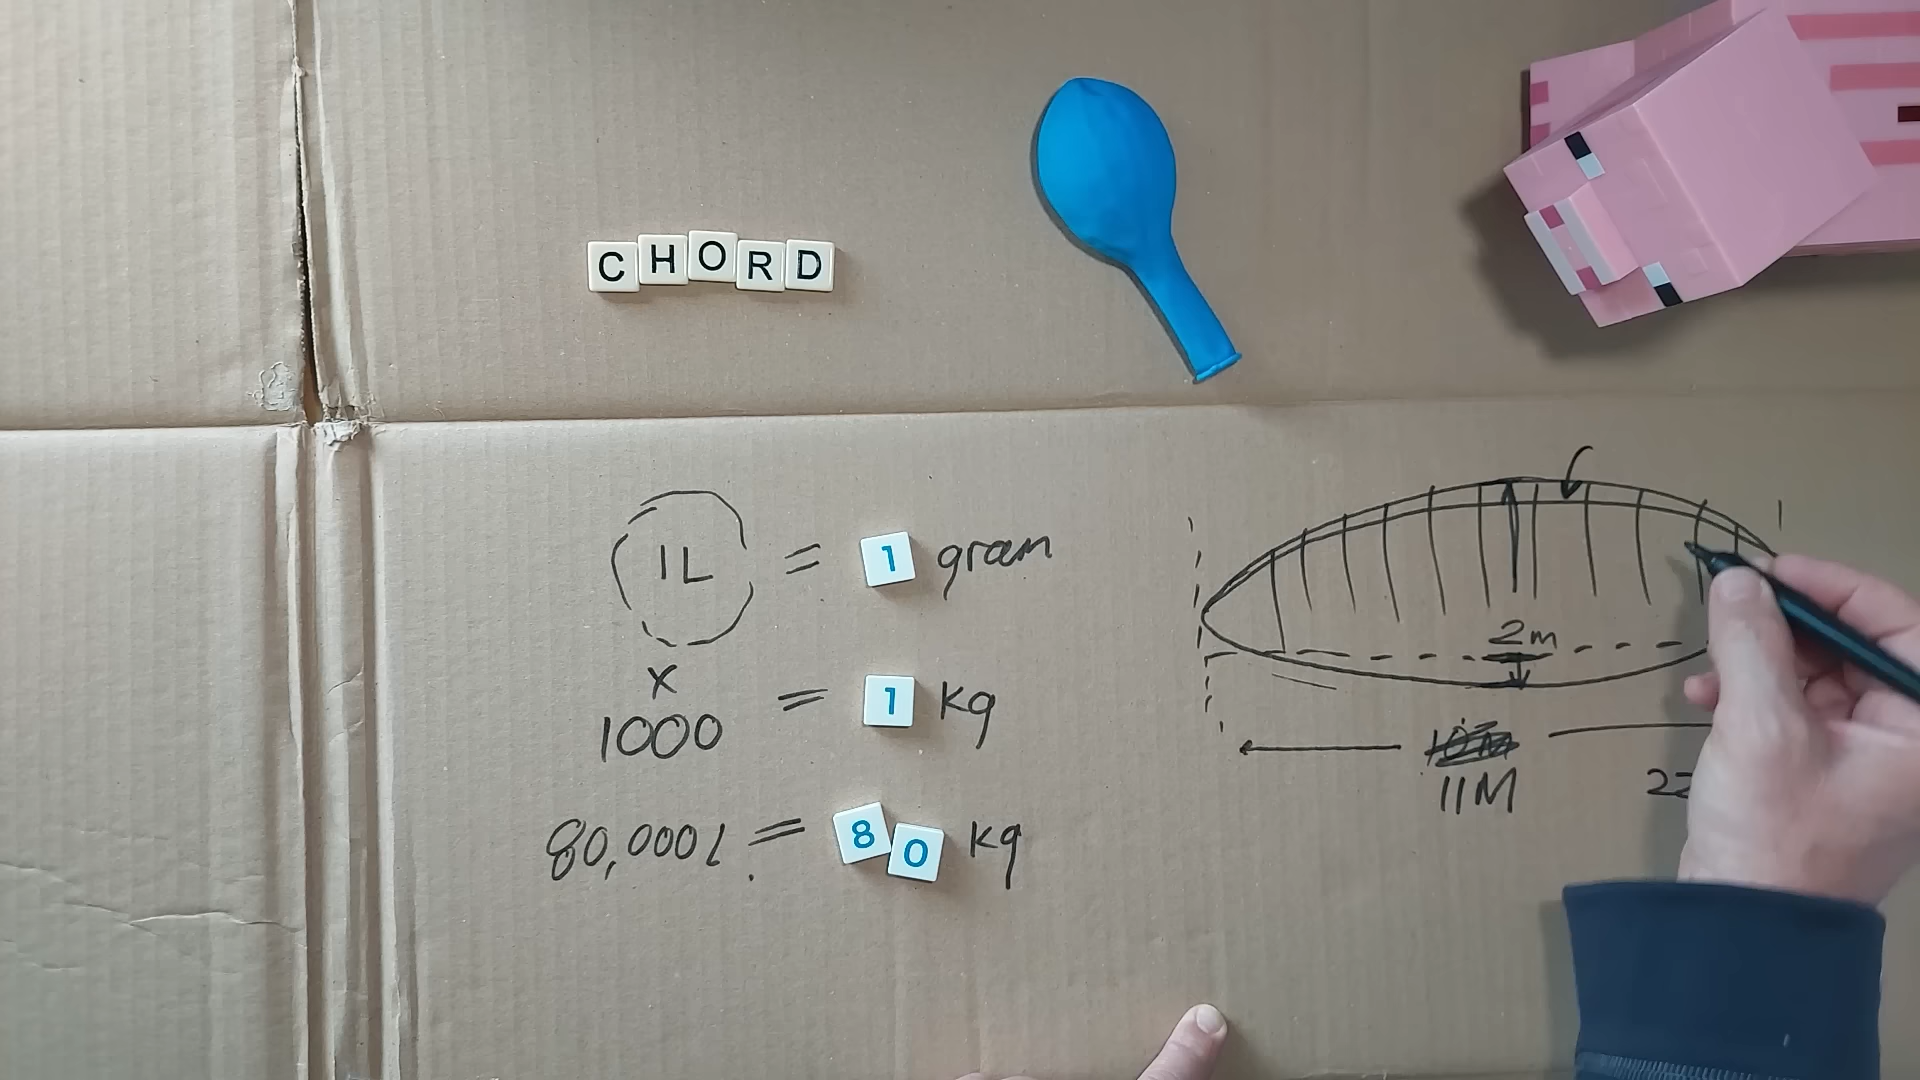 CHORD
1L = 1 gram
x
1000 = 1 kg
80,000l = 80 kg
2m
11M